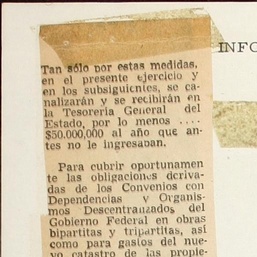 INFO
Tan sólo por estas medidas,
en el presente ejercicio y
en los subsiguientes, se ca-
nalizarán y se recibirán en
la Tesorería General del
Estado, por lo menos ....
$50.000,000 al año que an-
tes no le ingresaban.
Para cubrir oportunamen
te las obligaciones deriva-
das de los Convenios con
Dependencias y Organis-
mos Descentralizados del
Gobierno Federal en obras
bipartitas y tripartitas, así
como para gastos del nue-
vo catastro de las propie-